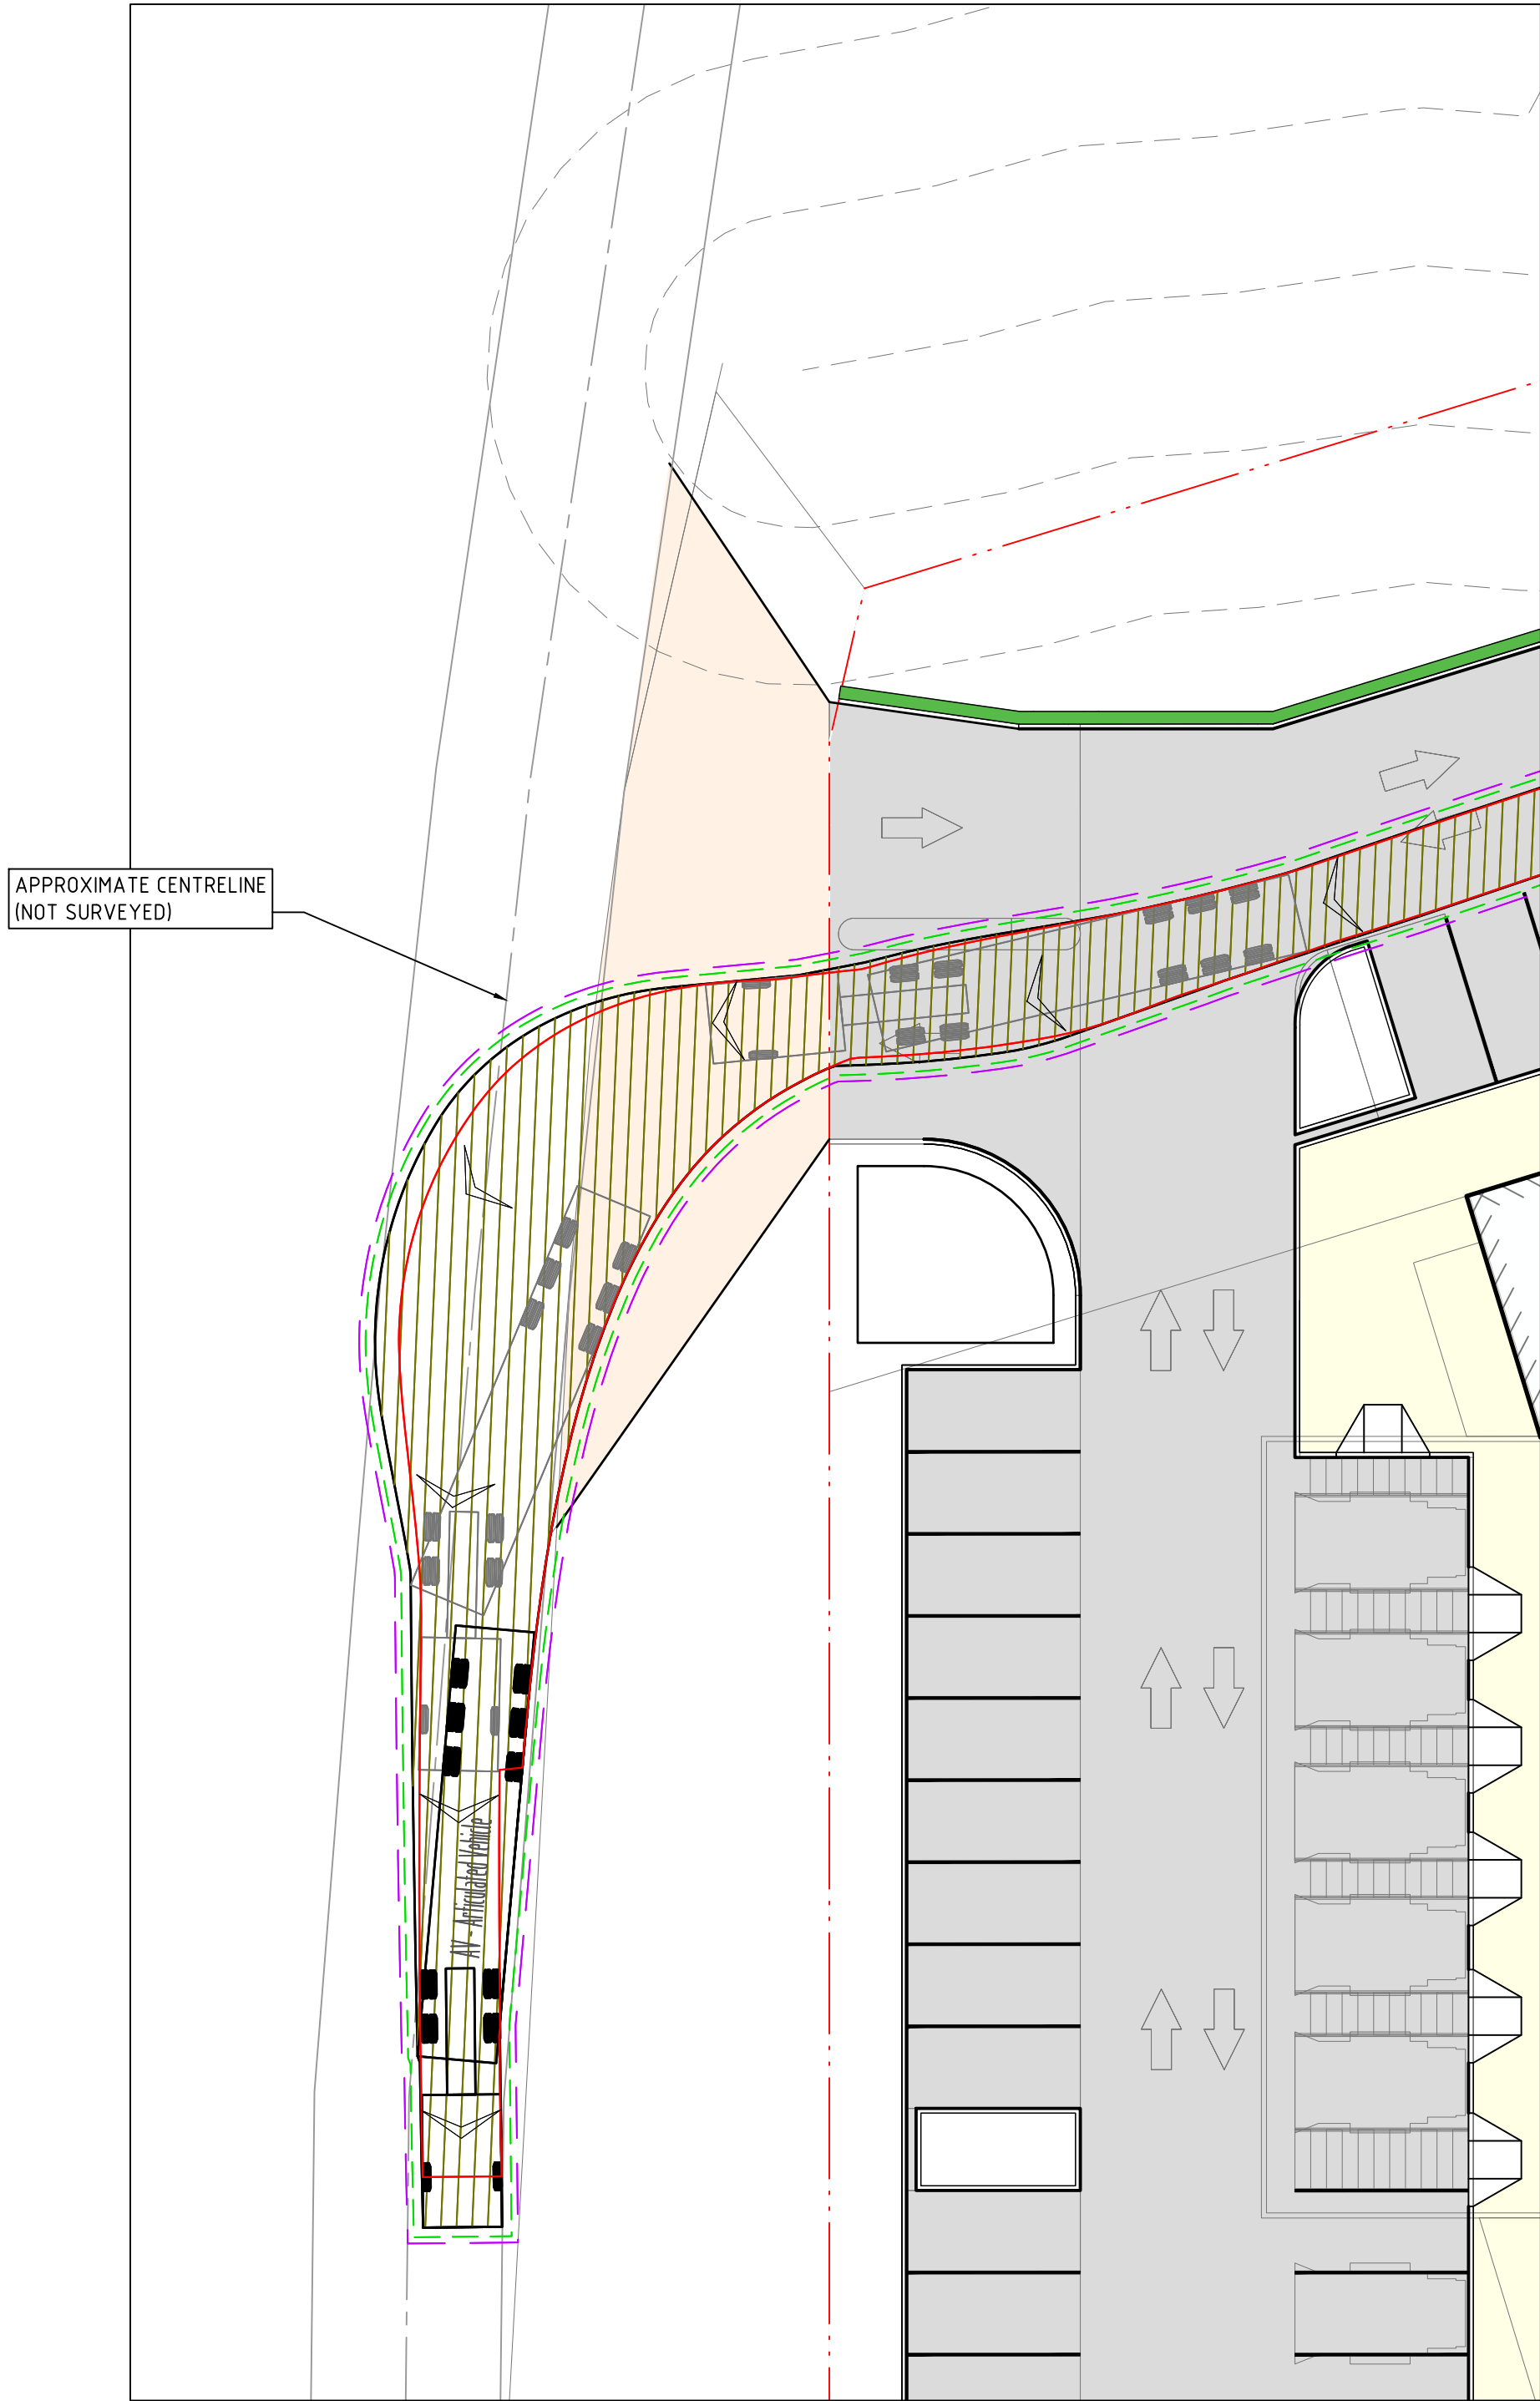 APPROXIMATE CENTRELINE
(NOT SURVEYED)
AV - Articulated Vehicle